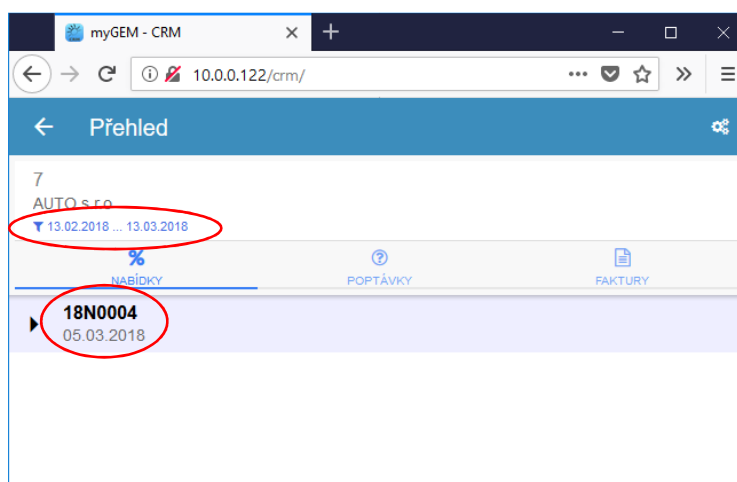 myGEM - CRM
10.0.0.122/crm/
Přehled
7
AUTO s.r.o.
13.02.2018 ... 13.03.2018
NABÍDKY
POPTÁVKY
FAKTURY
18N0004
05.03.2018